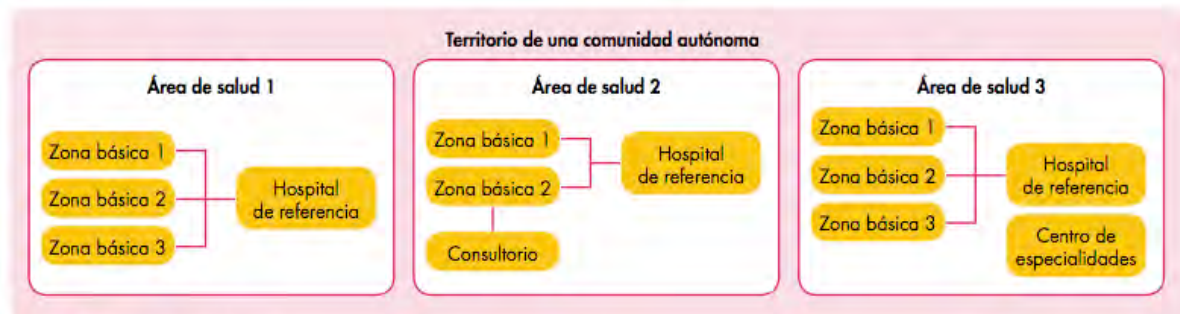 Territorio de una comunidad autónoma
Área de salud 1
Zona básica 1
Zona básica 2
Zona básica 3
Hospital
de referencia
Área de salud 2
Zona básica 1
Zona básica 2
Consultorio
Hospital
de referencia
Área de salud 3
Zona básica 1
Zona básica 2
Zona básica 3
Hospital
de referencia
Centro de
especialidades